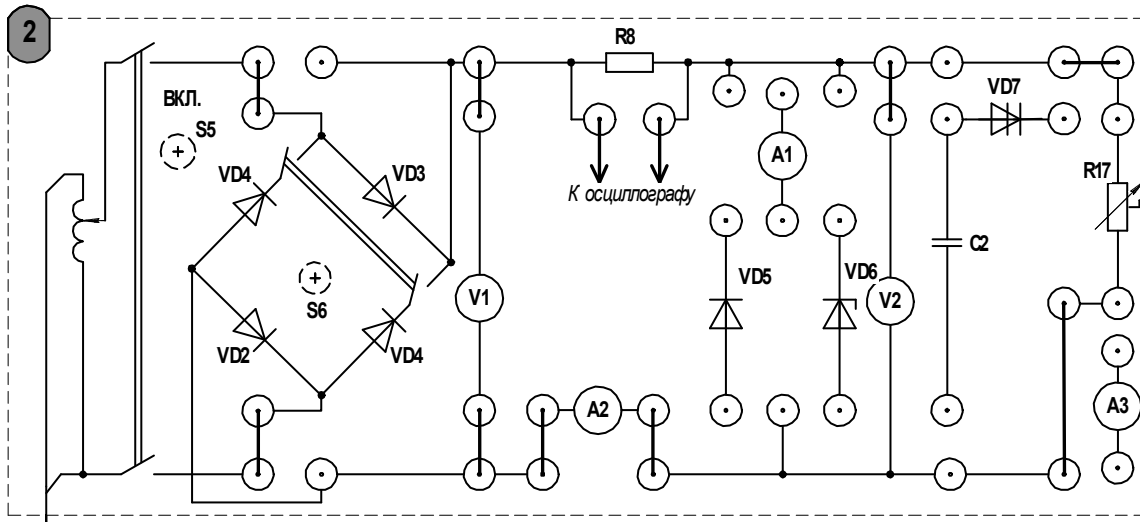 2
R8
ВКЛ.
S5
VD7
A1
VD4
VD3
R17
К осциллографу
C2
VD5
VD6
S6
V1
V2
VD2
VD4
A2
A3